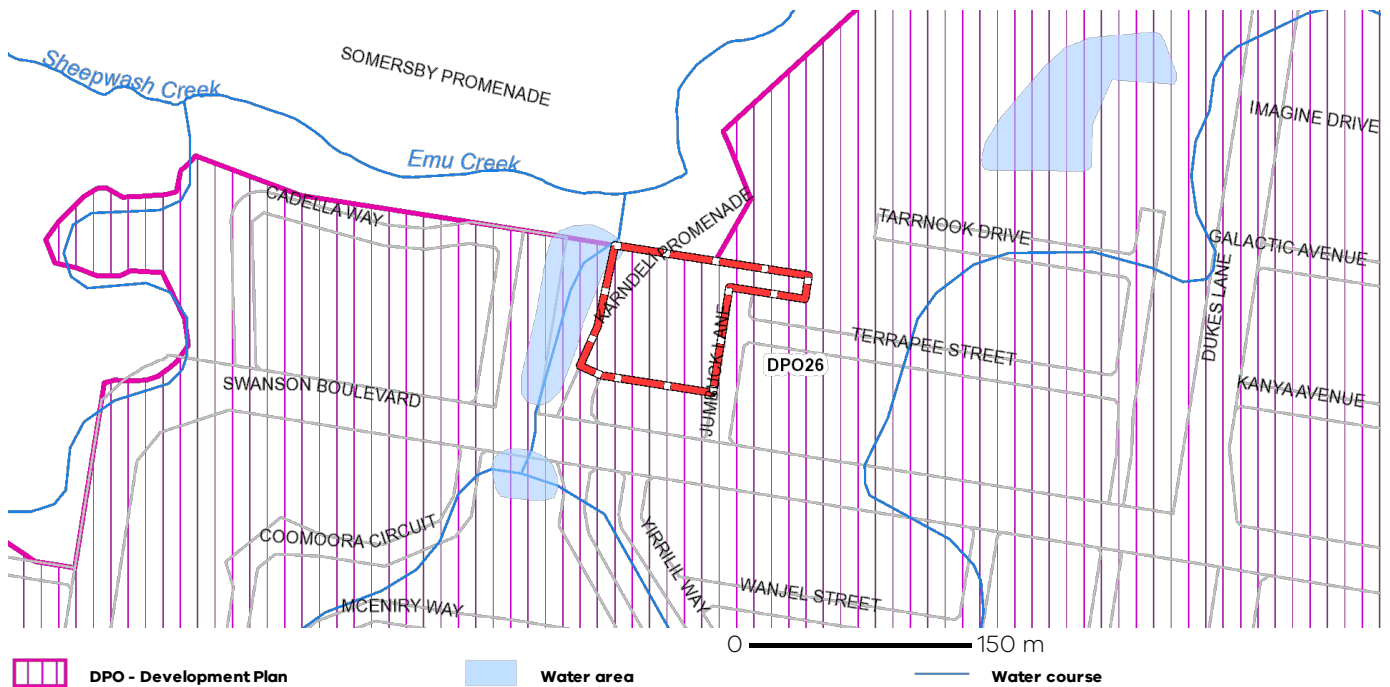 SOMERSBY PROMENADE
Sheepwash Creek
IMAGINE DRIVE
Emu Creek
CADELLA WAY
KARNDELI PROMENADE
TARRNOOK DRIVE
GALACTIC AVENUE
DUKES LANE
JUMBUCK LANE
TERRAPEE STREET
DPO26
SWANSON BOULEVARD
KANYA AVENUE
COOMOORA CIRCUIT
YIRRILIL WAY
WANJEL STREET
MCENIRY WAY
0 150 m
DPO - Development Plan
Water area
Water course